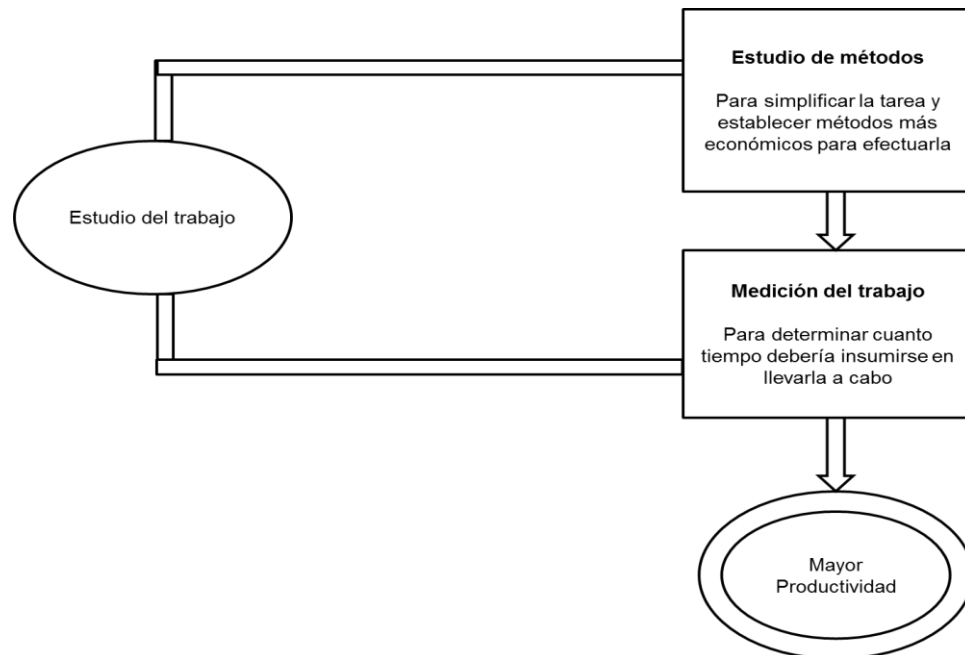 Estudio de métodos
Para simplificar la tarea y
establecer métodos más
económicos para efectuarla
Estudio del trabajo
Medición del trabajo
Para determinar cuanto
tiempo debería insumirse en
llevarla a cabo
Mayor
Productividad